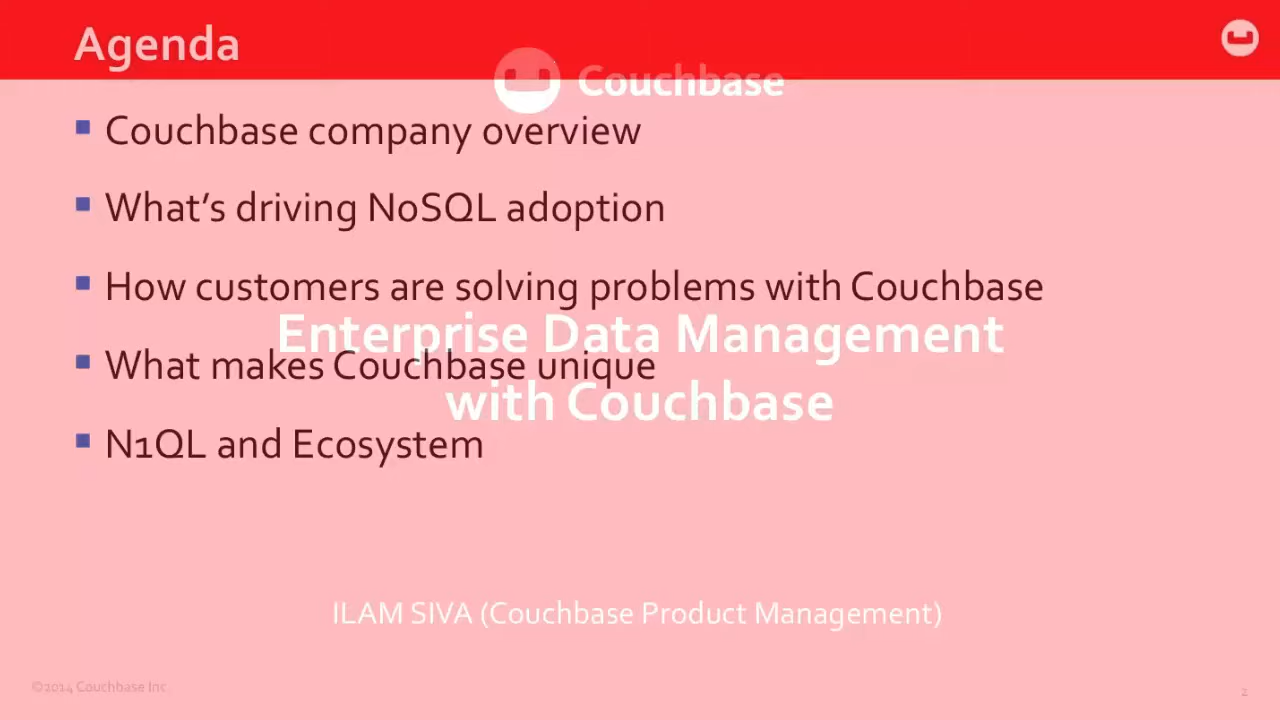 Agenda
Couchbase
Couchbase company overview
What's driving NoSQL adoption
How customers are solving problems with Couchbase
Enterprise Data Management
What makes Couchbase unique
with Couchbase
N1QL and Ecosystem
ILAM SIVA (Couchbase Product Management)
©2014 Couchbase Inc.
2